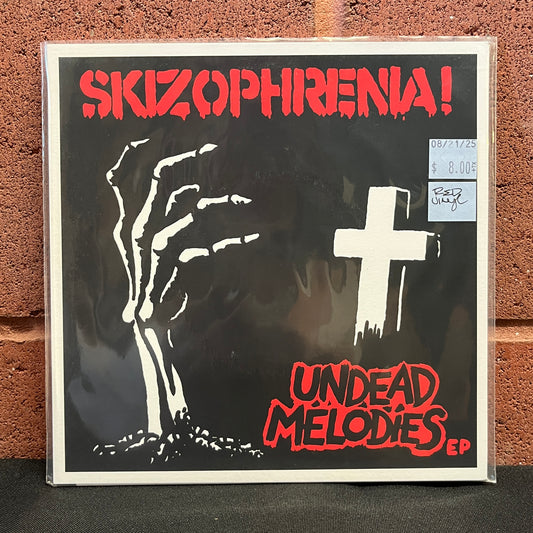 SKIZOPHRENIA!
08/21/25
$ 8.00
RED
vinyl
UNDEAD
MELODIES
EP